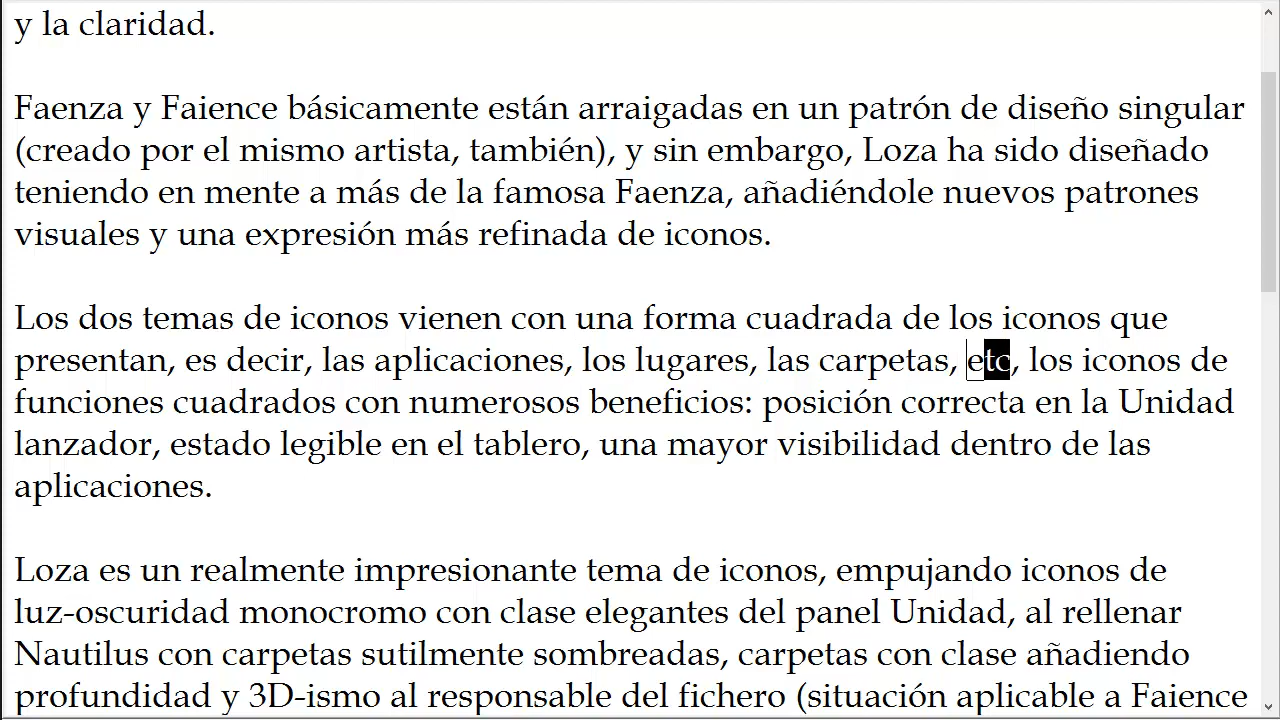 y la claridad.
Faenza y Faience básicamente están arraigadas en un patrón de diseño singular
(creado por el mismo artista, también), y sin embargo, Loza ha sido diseñado
teniendo en mente a más de la famosa Faenza, añadiéndole nuevos patrones
visuales y una expresión más refinada de iconos.
Los dos temas de iconos vienen con una forma cuadrada de los iconos que
presentan, es decir, las aplicaciones, los lugares, las carpetas, etc, los iconos de
funciones cuadrados con numerosos beneficios: posición correcta en la Unidad
lanzador, estado legible en el tablero, una mayor visibilidad dentro de las
aplicaciones.
Loza es un realmente impresionante tema de iconos, empujando iconos de
luz-oscuridad monocromo con clase elegantes del panel Unidad, al rellenar
Nautilus con carpetas sutilmente sombreadas, carpetas con clase añadiendo
profundidad y 3D-ismo al responsable del fichero (situación aplicable a Faience